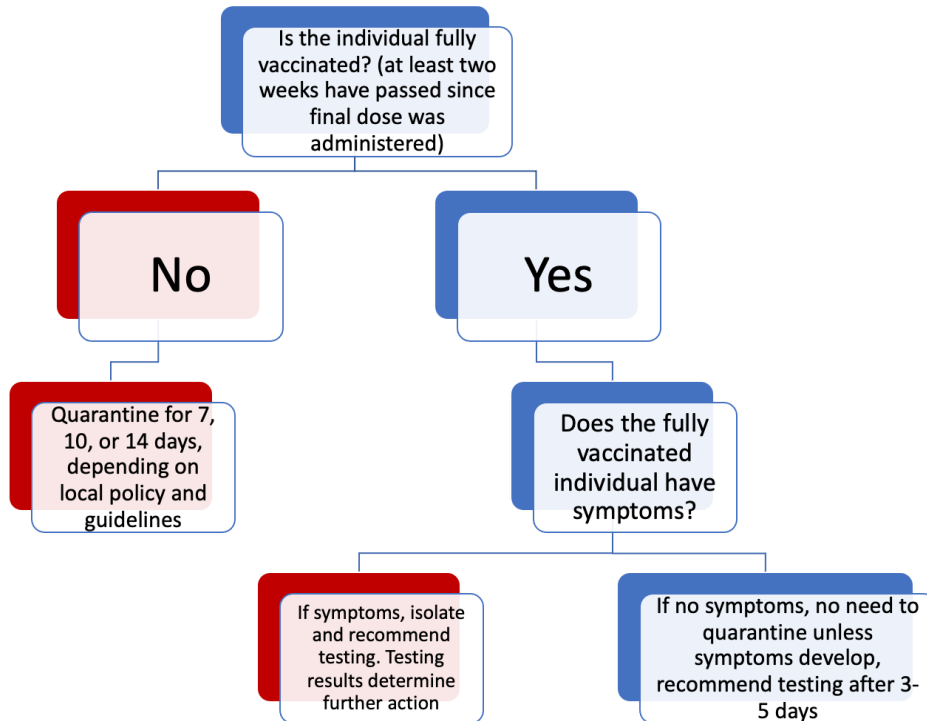 Is the individual fully
vaccinated? (at least two
weeks have passed since
final dose was
administered)
No
Yes
Quarantine for 7,
10, or 14 days,
depending on
local policy and
guidelines
Does the fully
vaccinated
individual have
symptoms?
If symptoms, isolate
and recommend
testing. Testing
results determine
further action
If no symptoms, no need to
quarantine unless
symptoms develop,
recommend testing after 3-
5 days